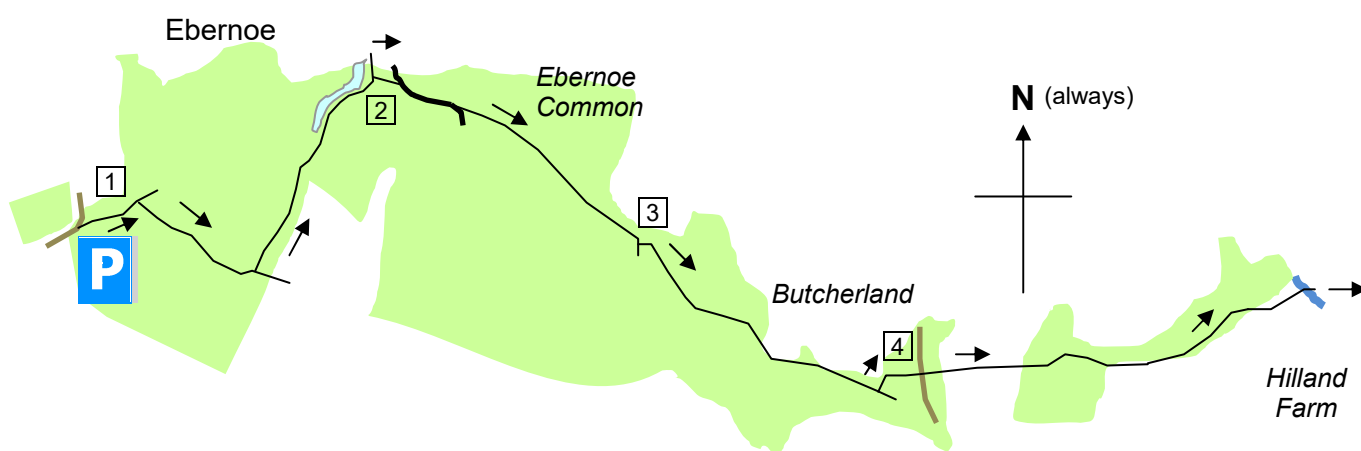 Ebernoe
Ebernoe
Common
N (always)
2
1
P
3
Butcherland
4
Hilland
Farm